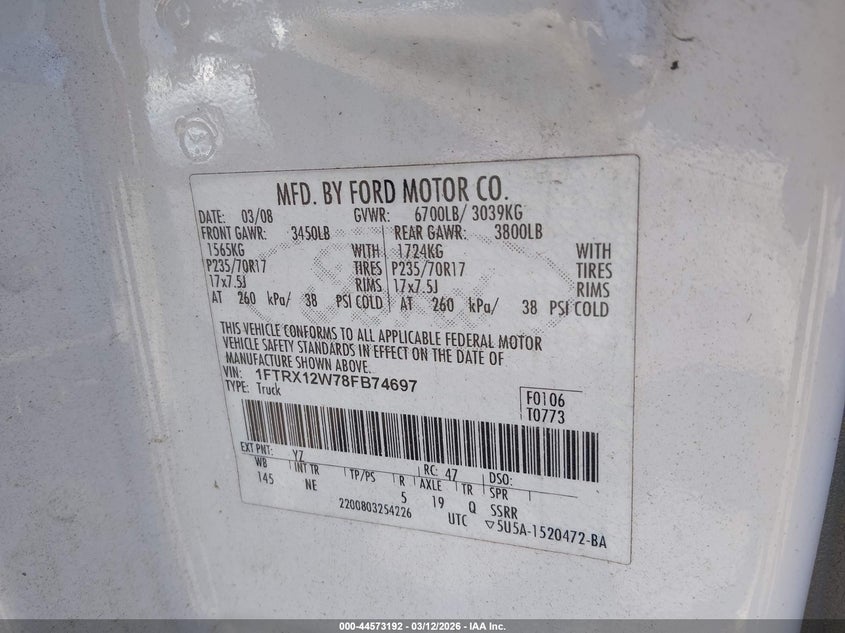 MFD. BY FORD MOTOR CO.
DATE: 03/08 GVWR: 6700LB/ 3039KG
FRONT GAWR: 3450LB REAR GAWR: 3800LB
1565KG WITH 1724KG WITH
P235/70R17 TIRES P235/70R17 TIRES
17x7.5J RIMS 17x7.5J RIMS
AT 260 kPa/ 38 PSI COLD AT 260 kPa/ 38 PSI COLD
THIS VEHICLE CONFORMS TO ALL APPLICABLE FEDERAL MOTOR
VEHICLE SAFETY STANDARDS IN EFFECT ON THE DATE OF
MANUFACTURE SHOWN ABOVE.
VIN: 1FTRX12W78FB74697
TYPE: Truck
F0106
T0773
EXT PNT: YZ RC: 47 DSO:
WB INT TR TP/PS R AXLE TR SPR
145 NE 5 19 Q SSRR
2200803254226 UTC ▽5U5A-1520472-BA
000-44573192 - 03/12/2026 - IAA Inc.